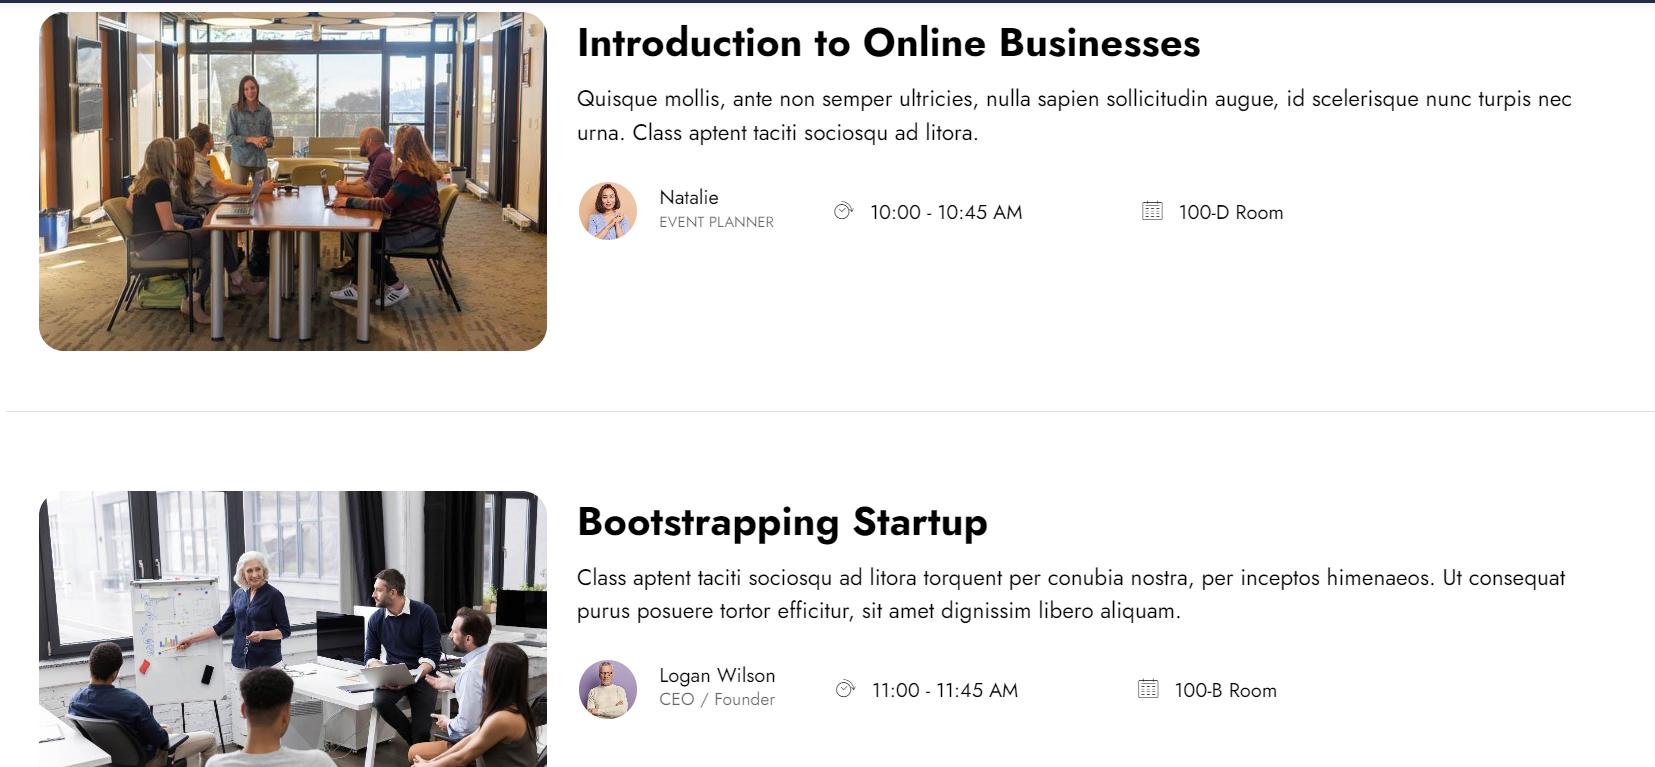 Introduction to Online Businesses
Quisque mollis, ante non semper ultricies, nulla sapien sollicitudin augue, id scelerisque nunc turpis nec
urna. Class aptent taciti sociosqu ad litora.
Natalie
EVENT PLANNER
10:00 - 10:45 AM
100-D Room
Bootstrapping Startup
Class aptent taciti sociosqu ad litora torquent per conubia nostra, per inceptos himenaeos. Ut consequat
purus posuere tortor efficitur, sit amet dignissim libero aliquam.
Logan Wilson
CEO / Founder
11:00 - 11:45 AM
100-B Room